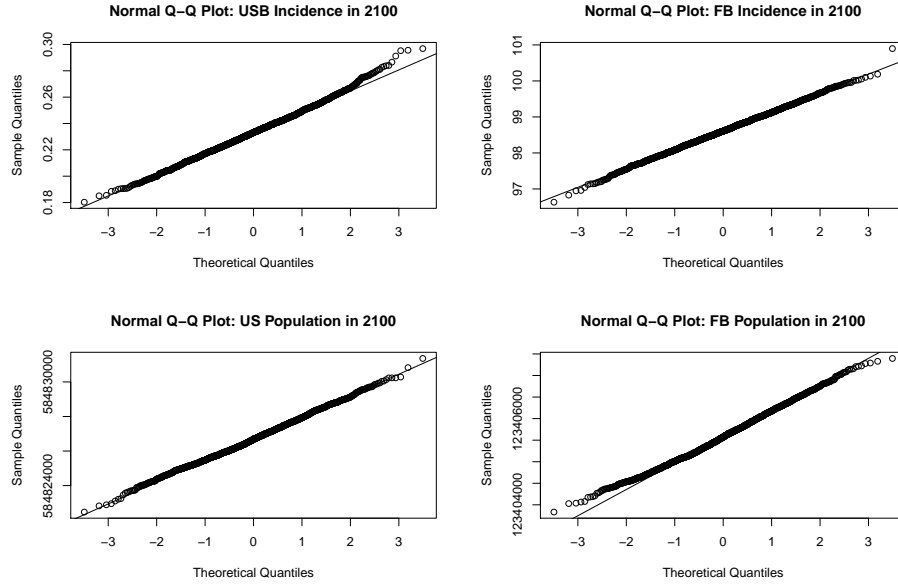 Normal Q−Q Plot: USB Incidence in 2100
Sample Quantiles
0.18 0.22 0.26 0.30
−3 −2 −1 0 1 2 3
Theoretical Quantiles
Normal Q−Q Plot: FB Incidence in 2100
Sample Quantiles
97 98 99 100 101
−3 −2 −1 0 1 2 3
Theoretical Quantiles
Normal Q−Q Plot: US Population in 2100
Sample Quantiles
584824000 584830000
−3 −2 −1 0 1 2 3
Theoretical Quantiles
Normal Q−Q Plot: FB Population in 2100
Sample Quantiles
123404000 123406000
−3 −2 −1 0 1 2 3
Theoretical Quantiles